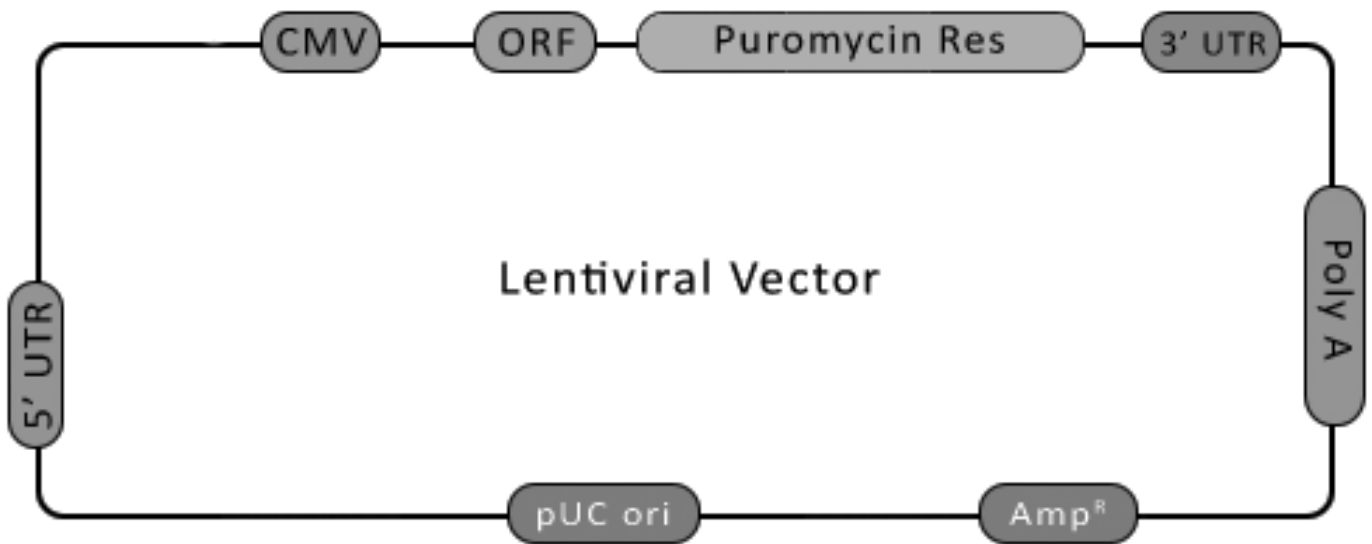 CMV
ORF
Puromycin Res
3’ UTR
Poly A
Lentiviral Vector
5’ UTR
pUC ori
Ampᴿ